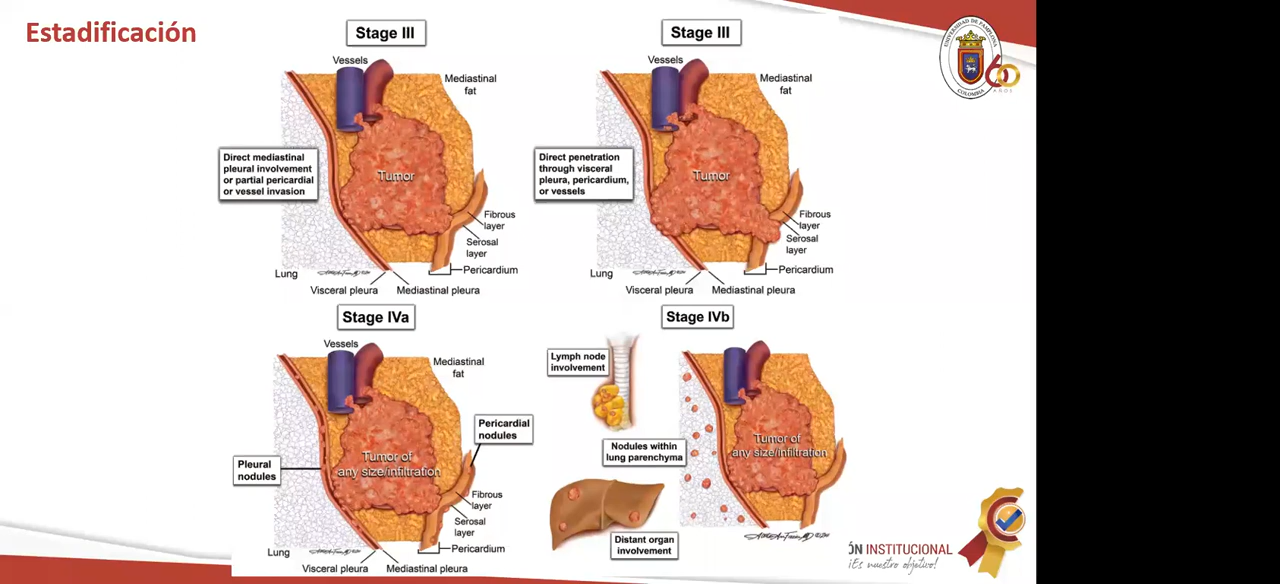 Estadificación
UNIVERSIDAD DE PAMPLONA
COLOMBIA
60
AÑOS
Stage III
Vessels
Mediastinal
fat
Direct mediastinal
pleural involvement
or partial pericardial
or vessel invasion
Tumor
Fibrous
layer
Serosal
layer
Pericardium
Lung
Visceral pleura
Mediastinal pleura
Stage III
Vessels
Mediastinal
fat
Direct penetration
through visceral
pleura, pericardium,
or vessels
Tumor
Fibrous
layer
Serosal
layer
Pericardium
Lung
Visceral pleura
Mediastinal pleura
Stage IVa
Vessels
Mediastinal
fat
Pericardial
nodules
Pleural
nodules
Tumor of
any size/infiltration
Fibrous
layer
Serosal
layer
Pericardium
Lung
Visceral pleura
Mediastinal pleura
Stage IVb
Lymph node
involvement
Nodules within
lung parenchyma
Tumor of
any size/infiltration
Distant organ
involvement
ÓN INSTITUCIONAL
¡Es nuestro objetivo!